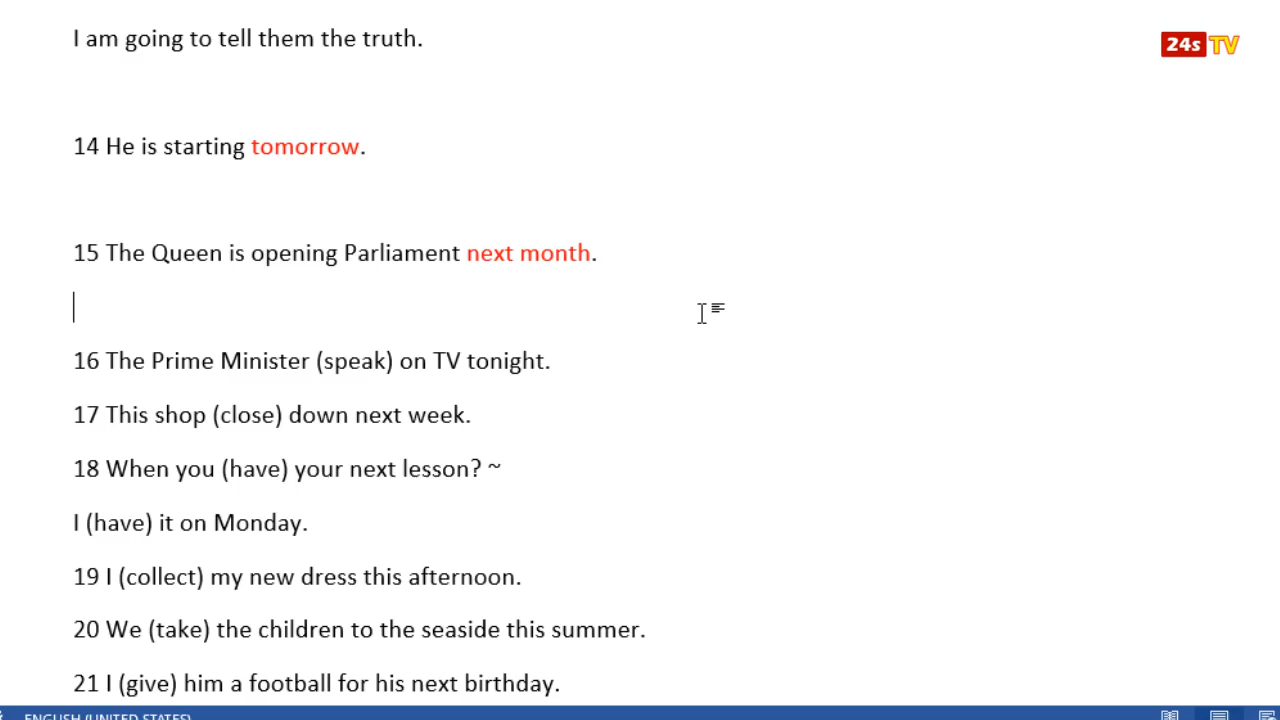 I am going to tell them the truth.
24s TV
14 He is starting tomorrow.
15 The Queen is opening Parliament next month.
16 The Prime Minister (speak) on TV tonight.
17 This shop (close) down next week.
18 When you (have) your next lesson? ~
I (have) it on Monday.
19 I (collect) my new dress this afternoon.
20 We (take) the children to the seaside this summer.
21 I (give) him a football for his next birthday.
ENGLISH (UNITED STATES)